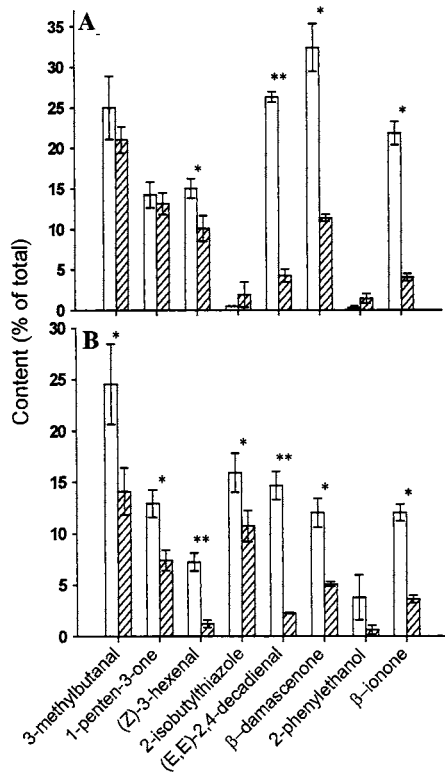 A
*
35
**
30
*
25
20
*
15
10
5
0
Content (% of total)
30
B
*
25
20
*
**
*
15
*
*
10
**
5
0
3-methylbutanal
1-penten-3-one
(Z)-3-hexenal
2-isobutylthiazole
(E,E)-2,4-decadienal
β-damascenone
2-phenylethanol
β-ionone